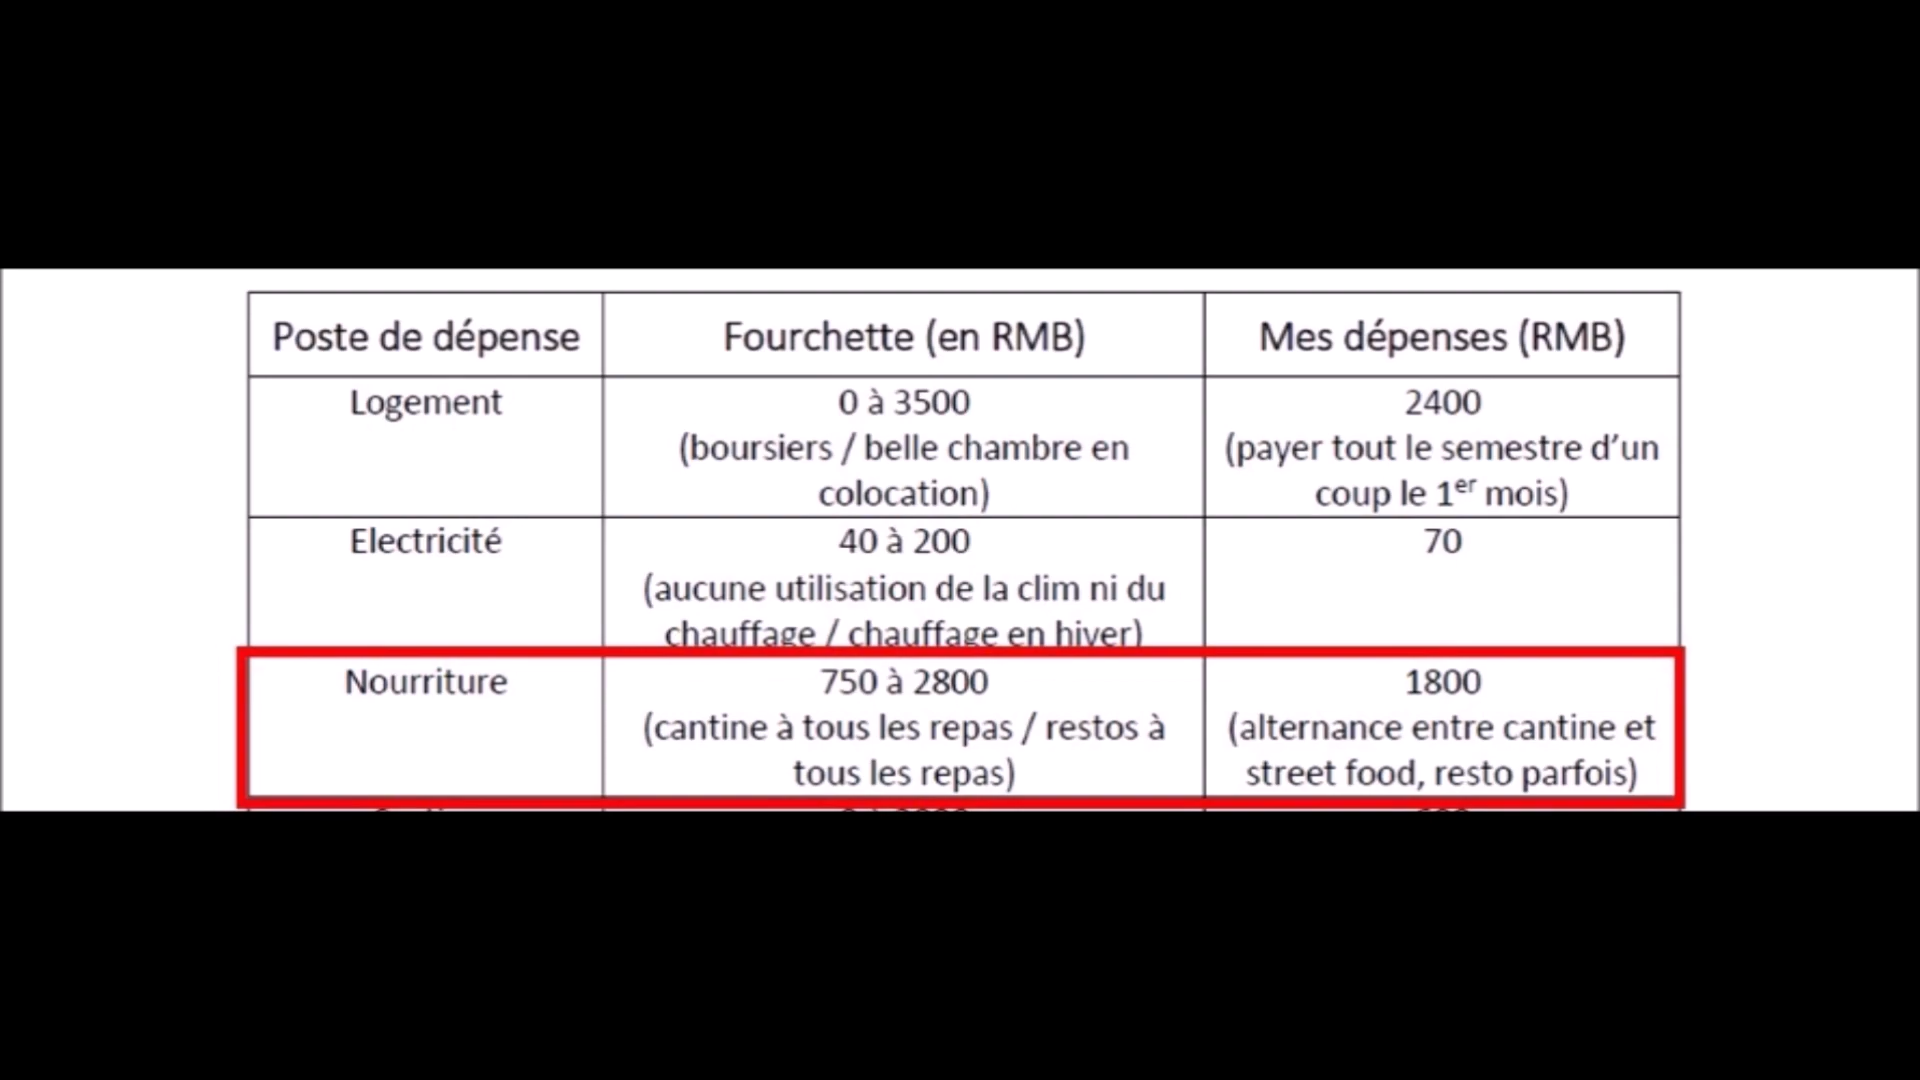 Poste de dépense
Fourchette (en RMB)
Mes dépenses (RMB)
Logement
0 à 3500
(boursiers / belle chambre en
colocation)
2400
(payer tout le semestre d’un
coup le 1er mois)
Electricité
40 à 200
(aucune utilisation de la clim ni du
chauffage / chauffage en hiver)
70
Nourriture
750 à 2800
(cantine à tous les repas / restos à
tous les repas)
1800
(alternance entre cantine et
street food, resto parfois)